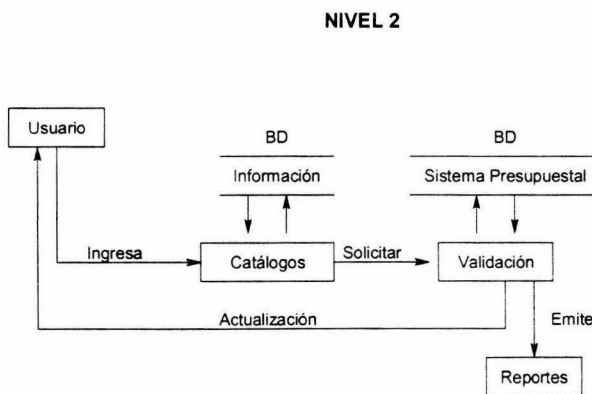 NIVEL 2
Usuario
BD
BD
Información
Sistema Presupuestal
Ingresa
Catálogos
Solicitar
Validación
Actualización
Emite
Reportes